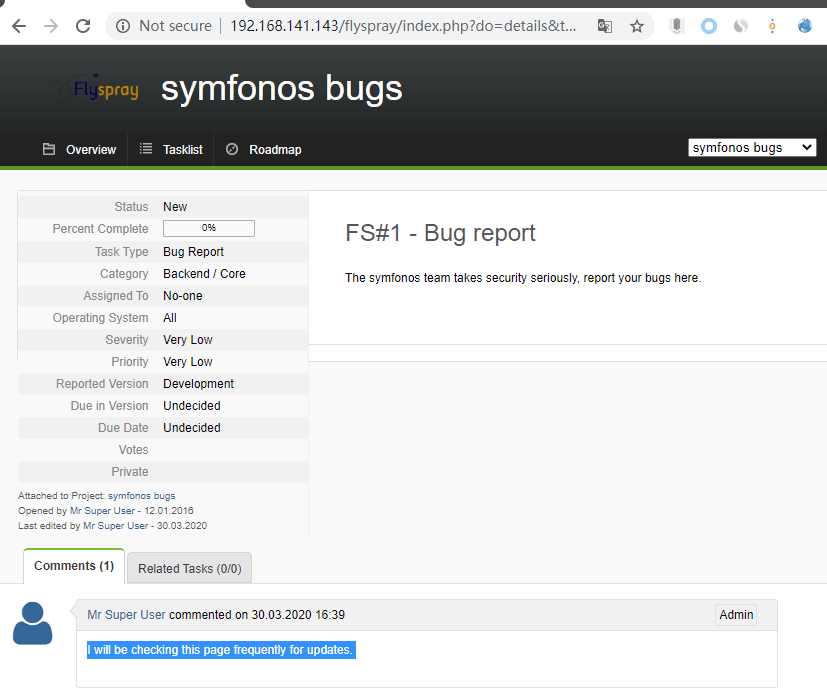 Not secure | 192.168.141.143/flyspray/index.php?do=details&t...
Flyspray symfonos bugs
Overview Tasklist Roadmap symfonos bugs
Status New
Percent Complete 0%
Task Type Bug Report
Category Backend / Core
Assigned To No-one
Operating System All
Severity Very Low
Priority Very Low
Reported Version Development
Due in Version Undecided
Due Date Undecided
Votes
Private
Attached to Project: symfonos bugs
Opened by Mr Super User - 12.01.2016
Last edited by Mr Super User - 30.03.2020
FS#1 - Bug report
The symfonos team takes security seriously, report your bugs here.
Comments (1) Related Tasks (0/0)
Mr Super User commented on 30.03.2020 16:39 Admin
I will be checking this page frequently for updates.